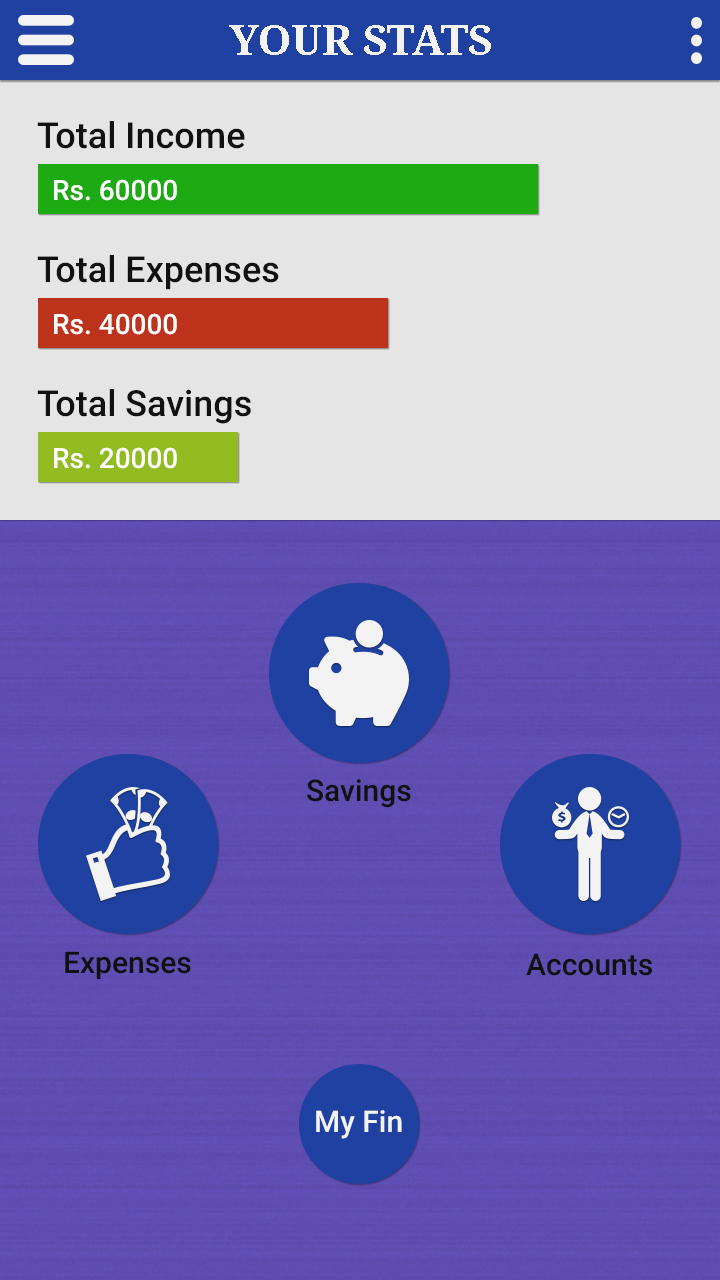 YOUR STATS
Total Income
Rs. 60000
Total Expenses
Rs. 40000
Total Savings
Rs. 20000
Savings
$
Expenses
Accounts
My Fin